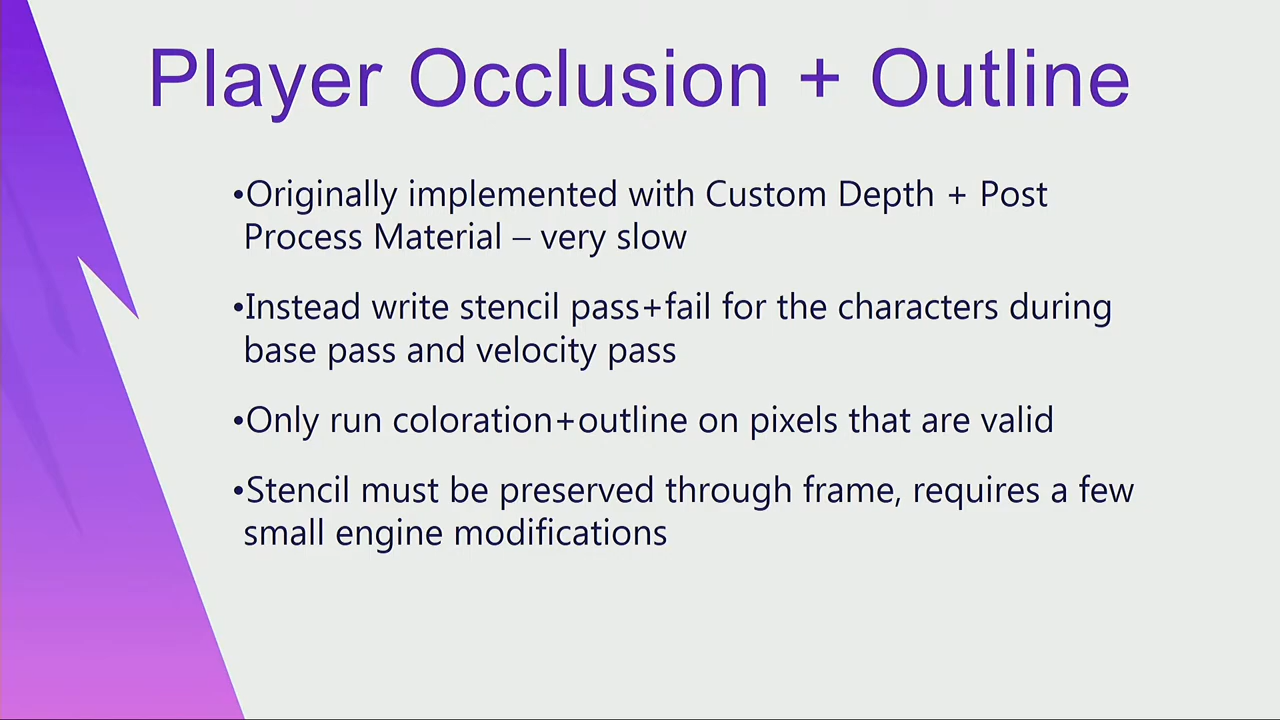 Player Occlusion + Outline
•Originally implemented with Custom Depth + Post
Process Material – very slow
•Instead write stencil pass+fail for the characters during
base pass and velocity pass
•Only run coloration+outline on pixels that are valid
•Stencil must be preserved through frame, requires a few
small engine modifications